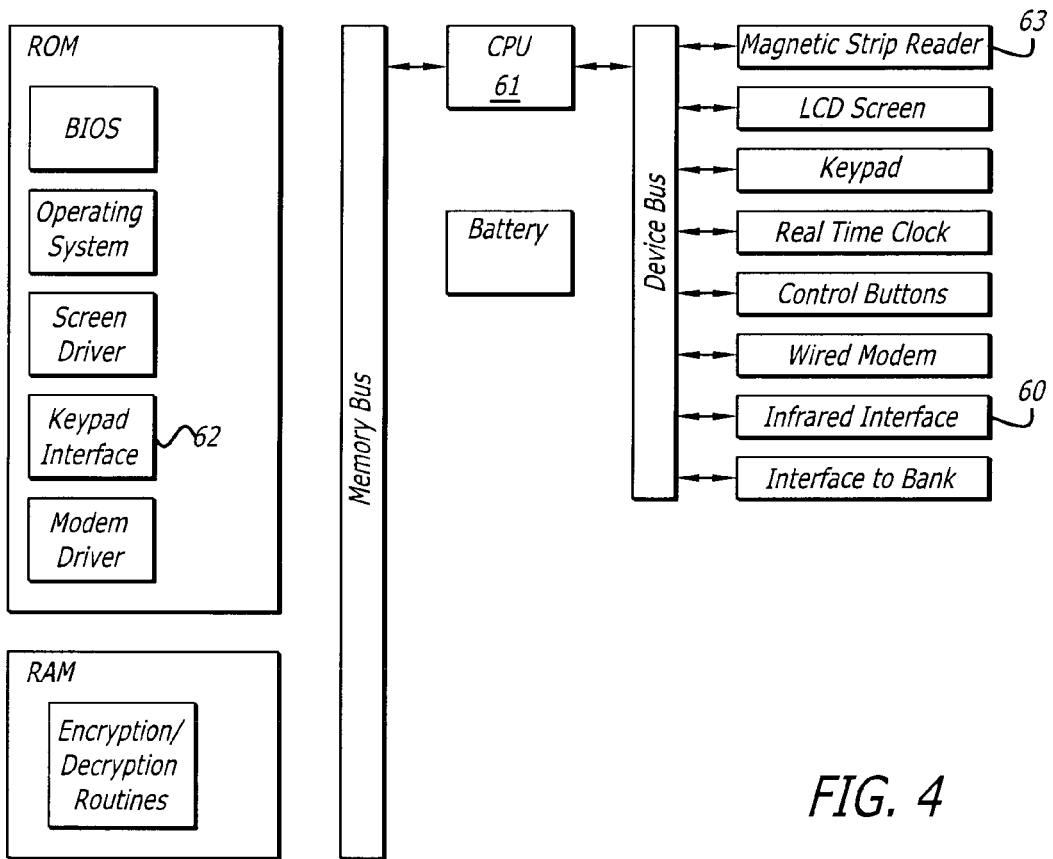 ROM
BIOS
Operating
System
Screen
Driver
Keypad
Interface
62
Modem
Driver
RAM
Encryption/
Decryption
Routines
Memory Bus
CPU
61
Battery
Device Bus
Magnetic Strip Reader
63
LCD Screen
Keypad
Real Time Clock
Control Buttons
Wired Modem
Infrared Interface
60
Interface to Bank
FIG. 4